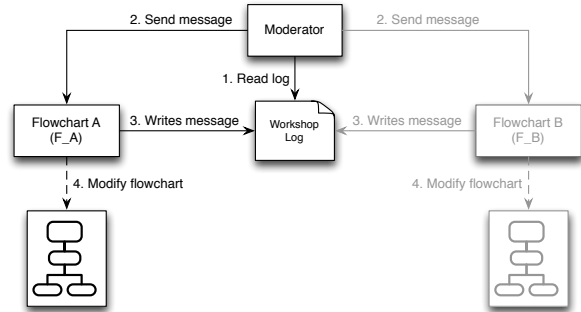 2. Send message
Moderator
2. Send message
1. Read log
Flowchart A
(F_A)
3. Writes message
Workshop
Log
3. Writes message
Flowchart B
(F_B)
4. Modify flowchart
4. Modify flowchart